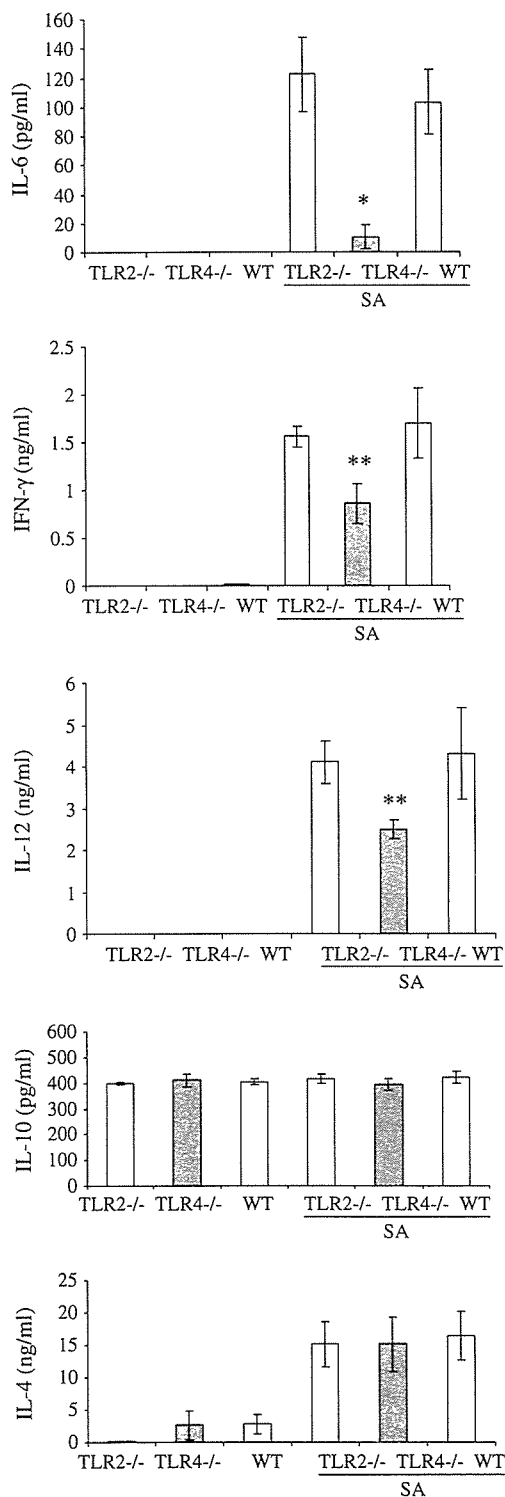 160
140
120
100
80
60
40
20
0
IL-6 (pg/ml)
*
TLR2-/- TLR4-/- WT TLR2-/- TLR4-/- WT
SA
2.5
2
1.5
1
0.5
0
IFN-γ (ng/ml)
**
TLR2-/- TLR4-/- WT TLR2-/- TLR4-/- WT
SA
6
5
4
3
2
1
0
IL-12 (ng/ml)
**
TLR2-/- TLR4-/- WT TLR2-/- TLR4-/- WT
SA
600
500
400
300
200
100
0
IL-10 (pg/ml)
TLR2-/- TLR4-/- WT TLR2-/- TLR4-/- WT
SA
25
20
15
10
5
0
IL-4 (ng/ml)
TLR2-/- TLR4-/- WT TLR2-/- TLR4-/- WT
SA